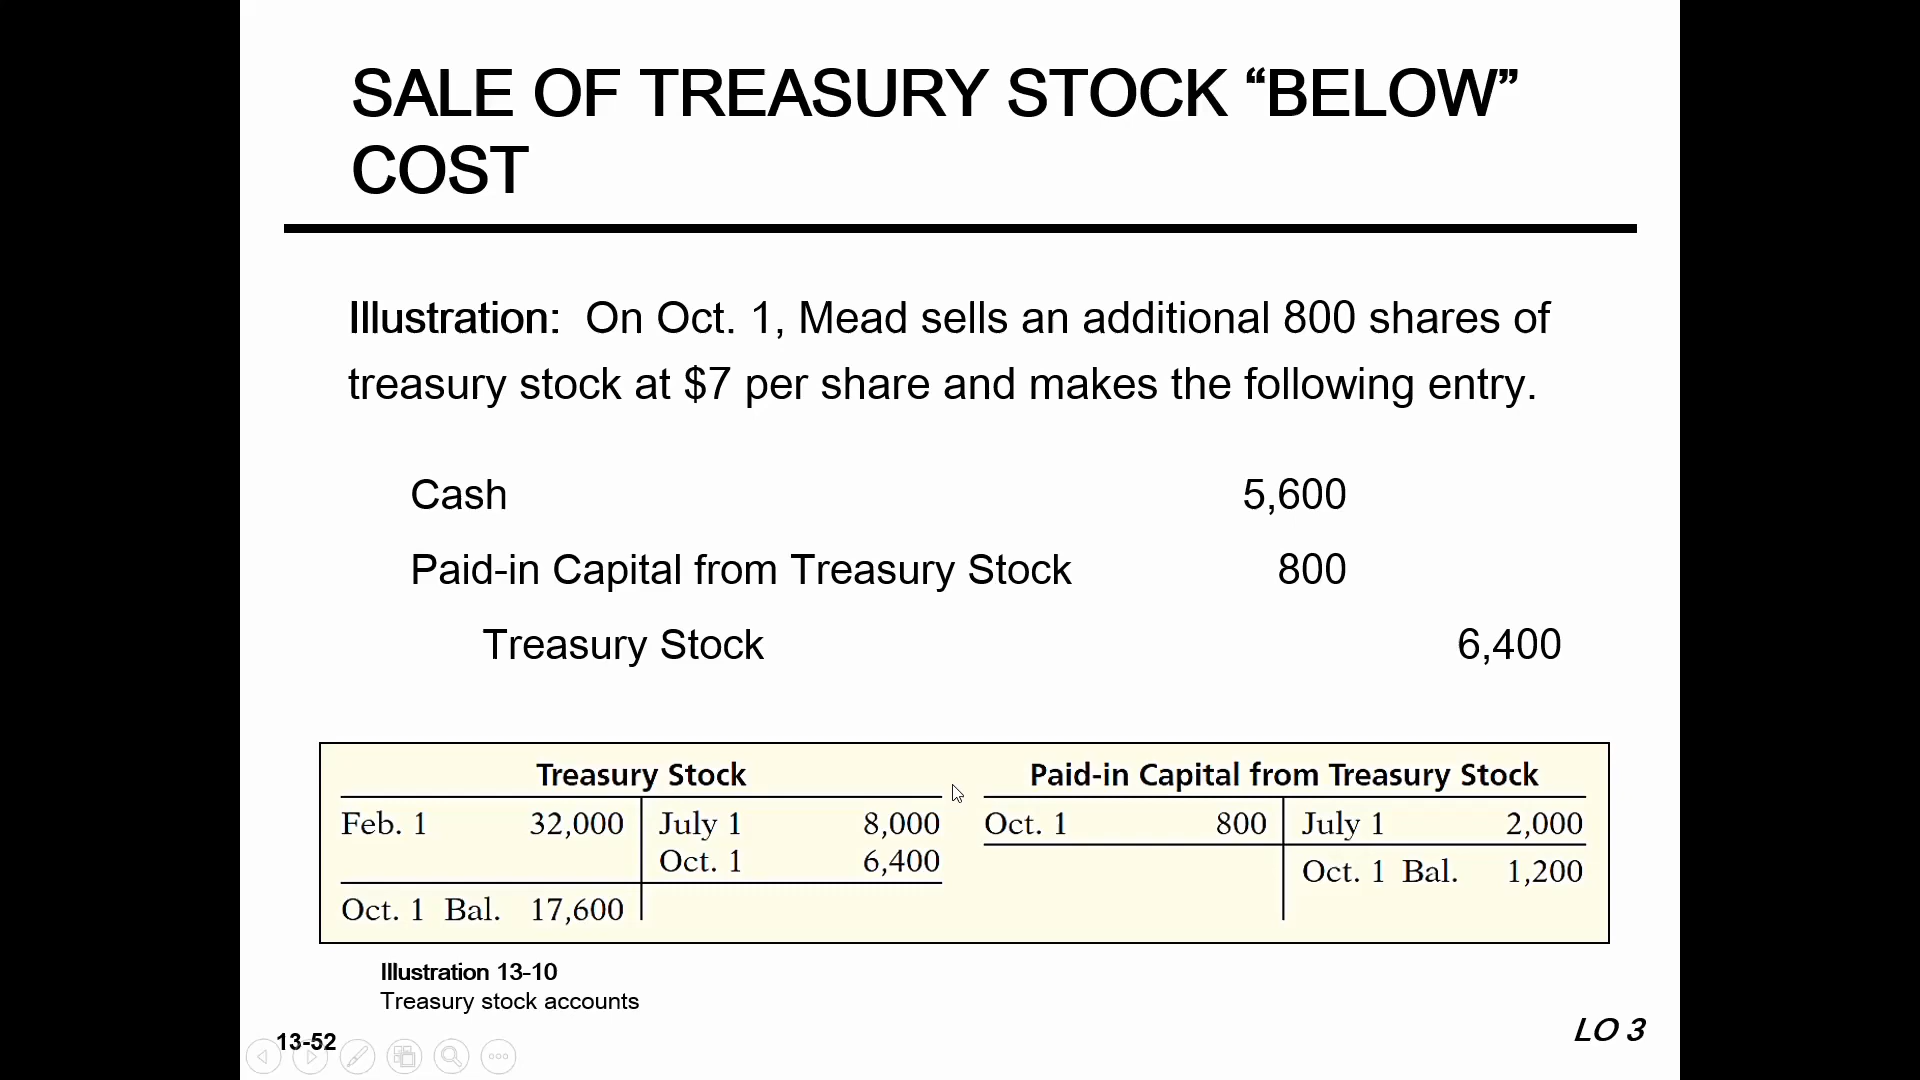 SALE OF TREASURY STOCK “BELOW”
COST
Illustration: On Oct. 1, Mead sells an additional 800 shares of
treasury stock at $7 per share and makes the following entry.
Cash 5,600
Paid-in Capital from Treasury Stock 800
Treasury Stock 6,400
Treasury Stock
Feb. 1 32,000 July 1 8,000
Oct. 1 6,400
Oct. 1 Bal. 17,600
Paid-in Capital from Treasury Stock
Oct. 1 800 July 1 2,000
Oct. 1 Bal. 1,200
Illustration 13-10
Treasury stock accounts
13-52
LO 3